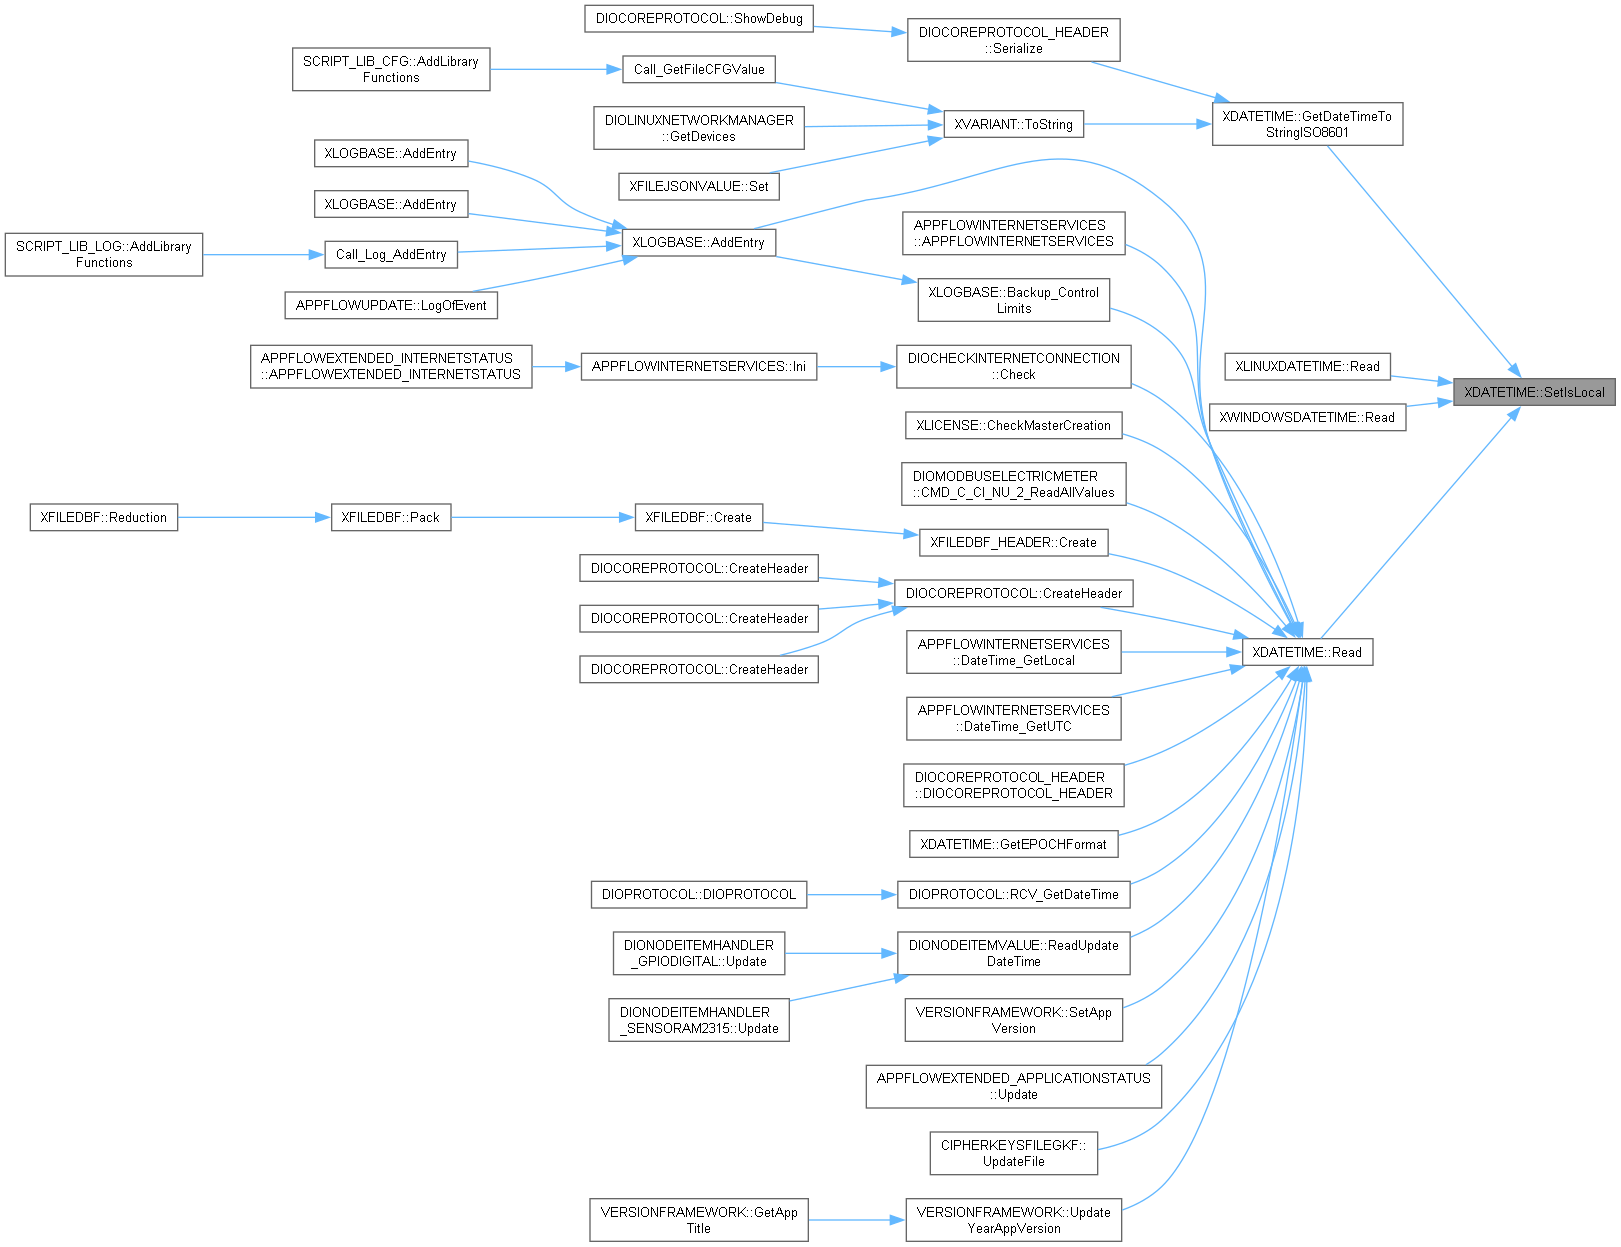 DIOCOREPROTOCOL::ShowDebug
DIOCOREPROTOCOL_HEADER
::Serialize
SCRIPT_LIB_CFG::AddLibrary
Functions
Call_GetFileCFGValue
XDATETIME::GetDateTimeTo
StringISO8601
DIOLINUXNETWORKMANAGER
::GetDevices
XVARIANT::ToString
XLOGBASE::AddEntry
XFILEJSONVALUE::Set
XLOGBASE::AddEntry
APPFLOWINTERNETSERVICES
::APPFLOWINTERNETSERVICES
SCRIPT_LIB_LOG::AddLibrary
Functions
Call_Log_AddEntry
XLOGBASE::AddEntry
APPFLOWUPDATE::LogOfEvent
XLOGBASE::Backup_Control
Limits
APPFLOWEXTENDED_INTERNETSTATUS
::APPFLOWEXTENDED_INTERNETSTATUS
APPFLOWINTERNETSERVICES::Ini
DIOCHECKINTERNETCONNECTION
::Check
XLINUXDATETIME::Read
XDATETIME::SetIsLocal
XWINDOWSDATETIME::Read
XLICENSE::CheckMasterCreation
DIOMODBUSELECTRICMETER
::CMD_C_CI_NU_2_ReadAllValues
XFILEDBF::Reduction
XFILEDBF::Pack
XFILEDBF::Create
XFILEDBF_HEADER::Create
DIOCOREPROTOCOL::CreateHeader
DIOCOREPROTOCOL::CreateHeader
DIOCOREPROTOCOL::CreateHeader
DIOCOREPROTOCOL::CreateHeader
APPFLOWINTERNETSERVICES
::DateTime_GetLocal
XDATETIME::Read
APPFLOWINTERNETSERVICES
::DateTime_GetUTC
DIOCOREPROTOCOL_HEADER
::DIOCOREPROTOCOL_HEADER
XDATETIME::GetEPOCHFormat
DIOPROTOCOL::DIOPROTOCOL
DIOPROTOCOL::RCV_GetDateTime
DIONODEITEMHANDLER
_GPIODIGITAL::Update
DIONODEITEMVALUE::ReadUpdate
DateTime
DIONODEITEMHANDLER
_SENSORAM2315::Update
VERSIONFRAMEWORK::SetApp
Version
APPFLOWEXTENDED_APPLICATIONSTATUS
::Update
CIPHERKEYSFILEGKF::
UpdateFile
VERSIONFRAMEWORK::GetApp
Title
VERSIONFRAMEWORK::Update
YearAppVersion